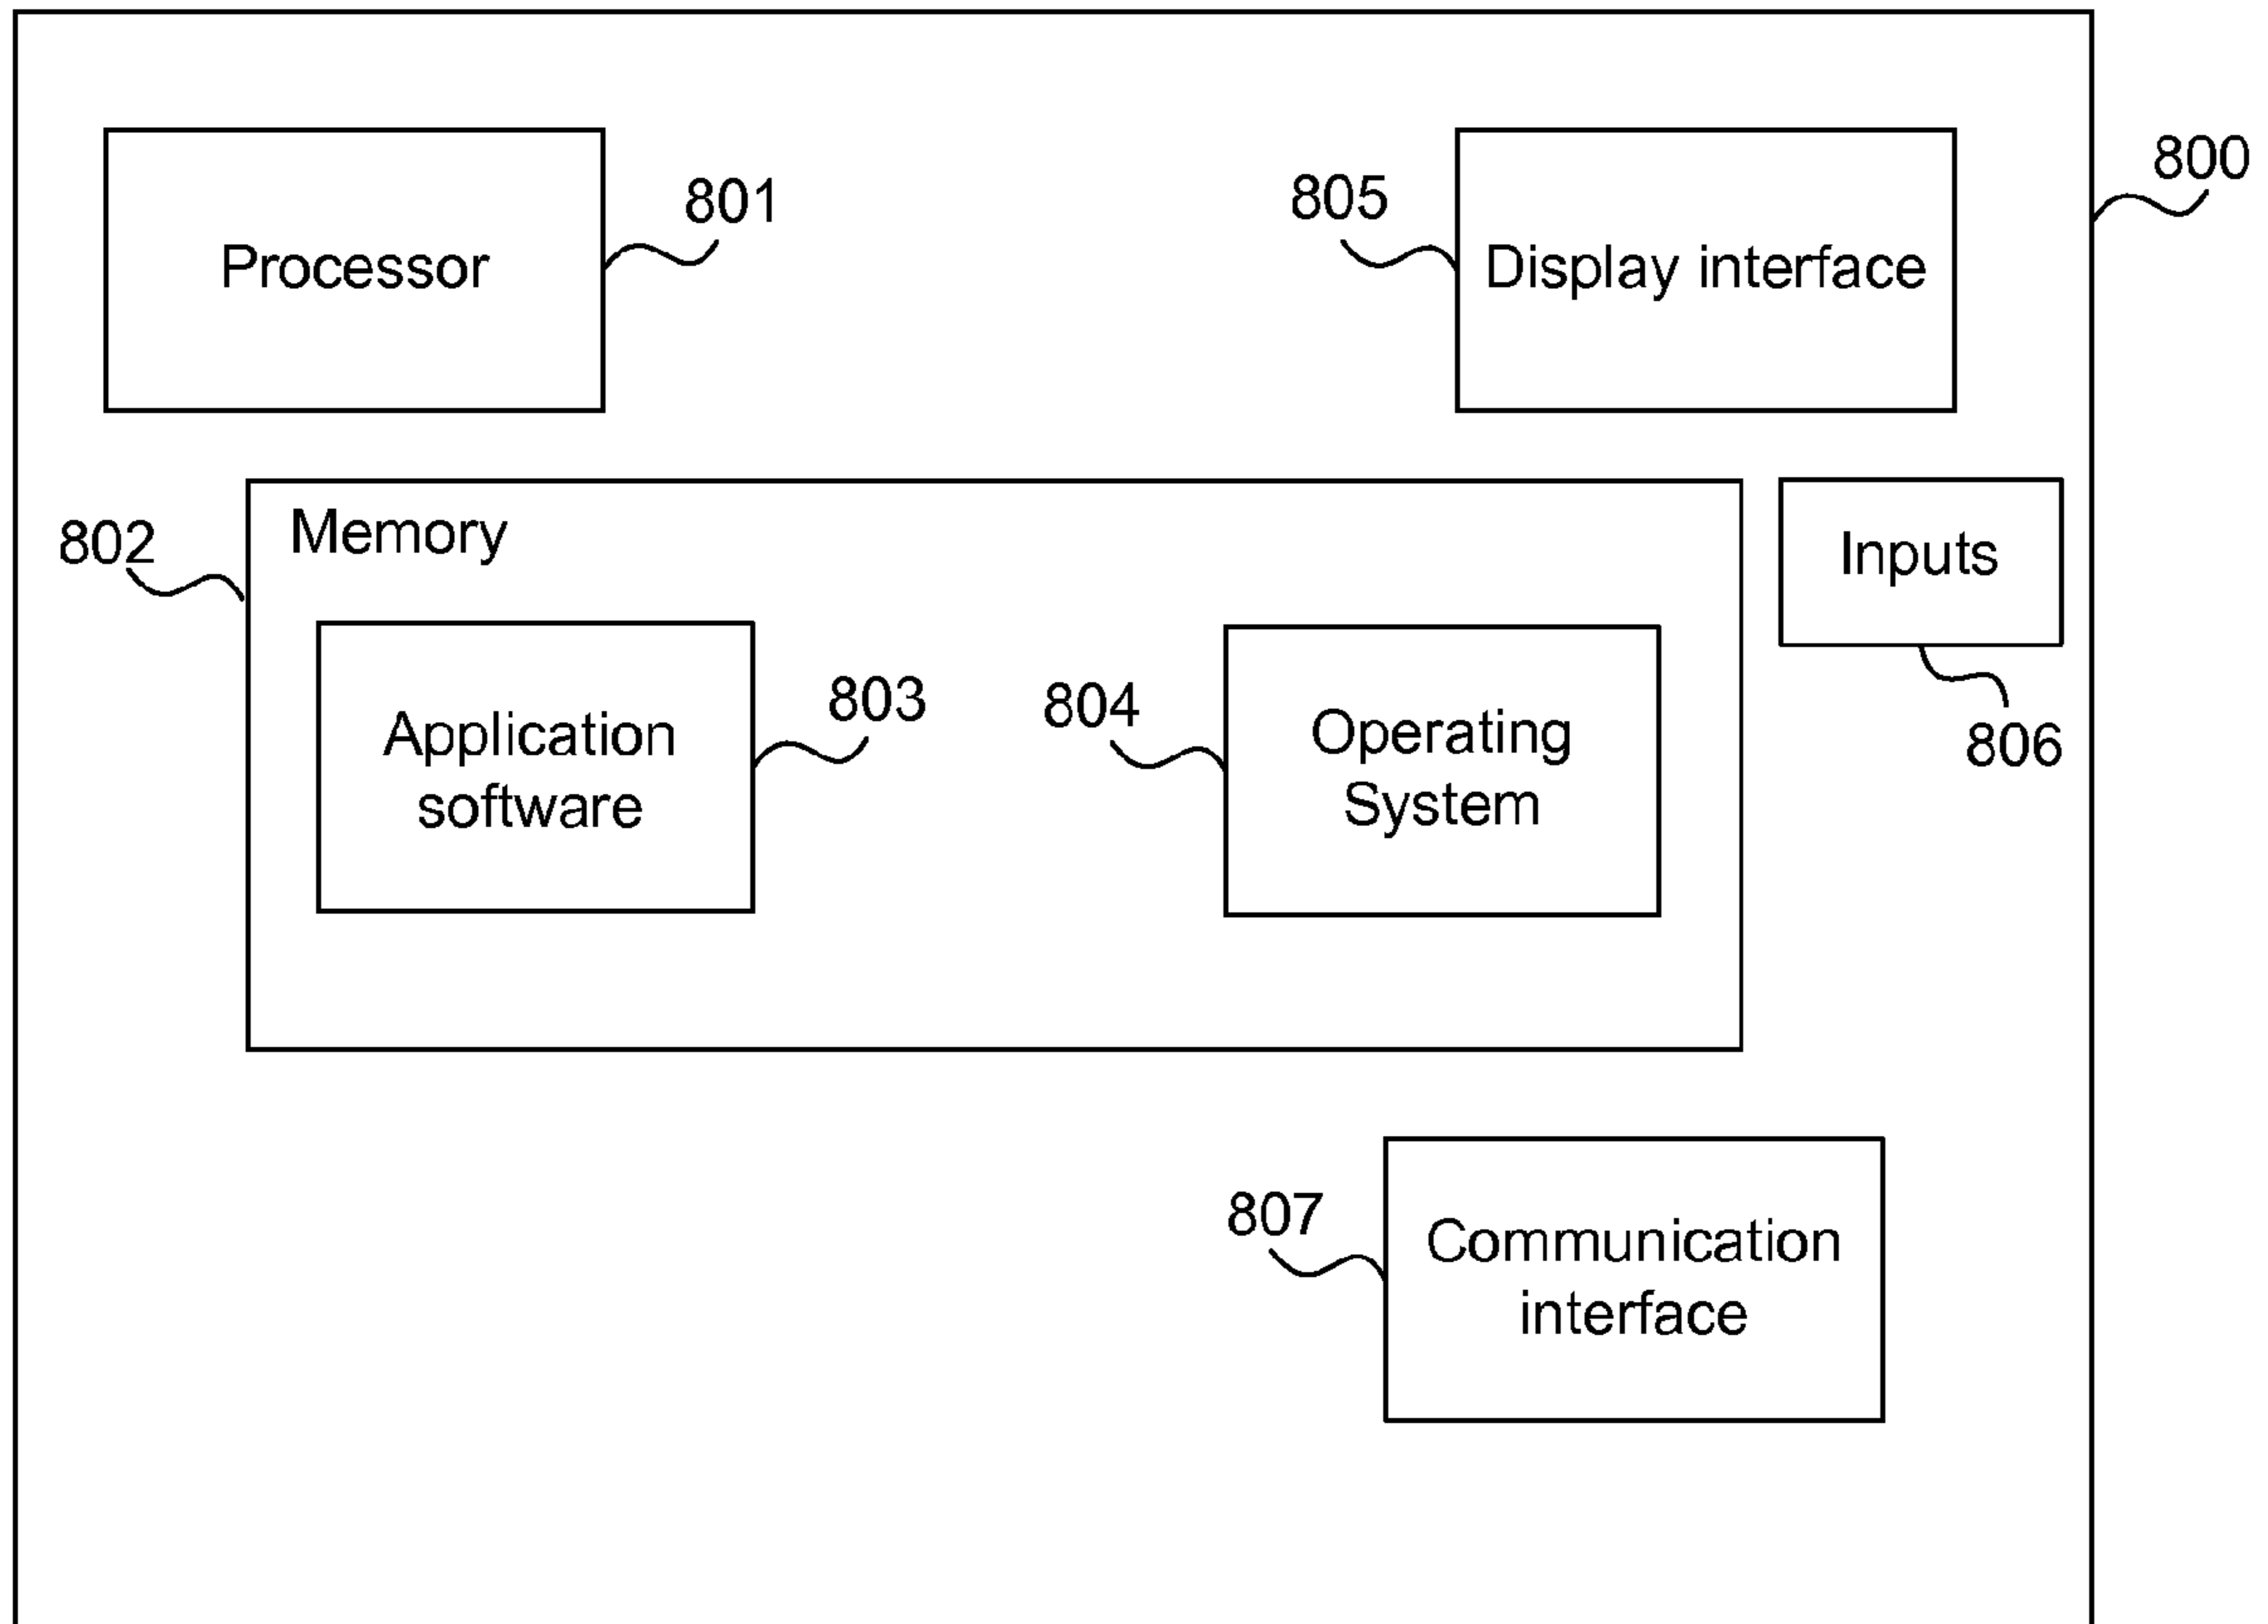 800
Processor
801
805
Display interface
802
Memory
Inputs
806
Application
software
803
804
Operating
System
807
Communication
interface